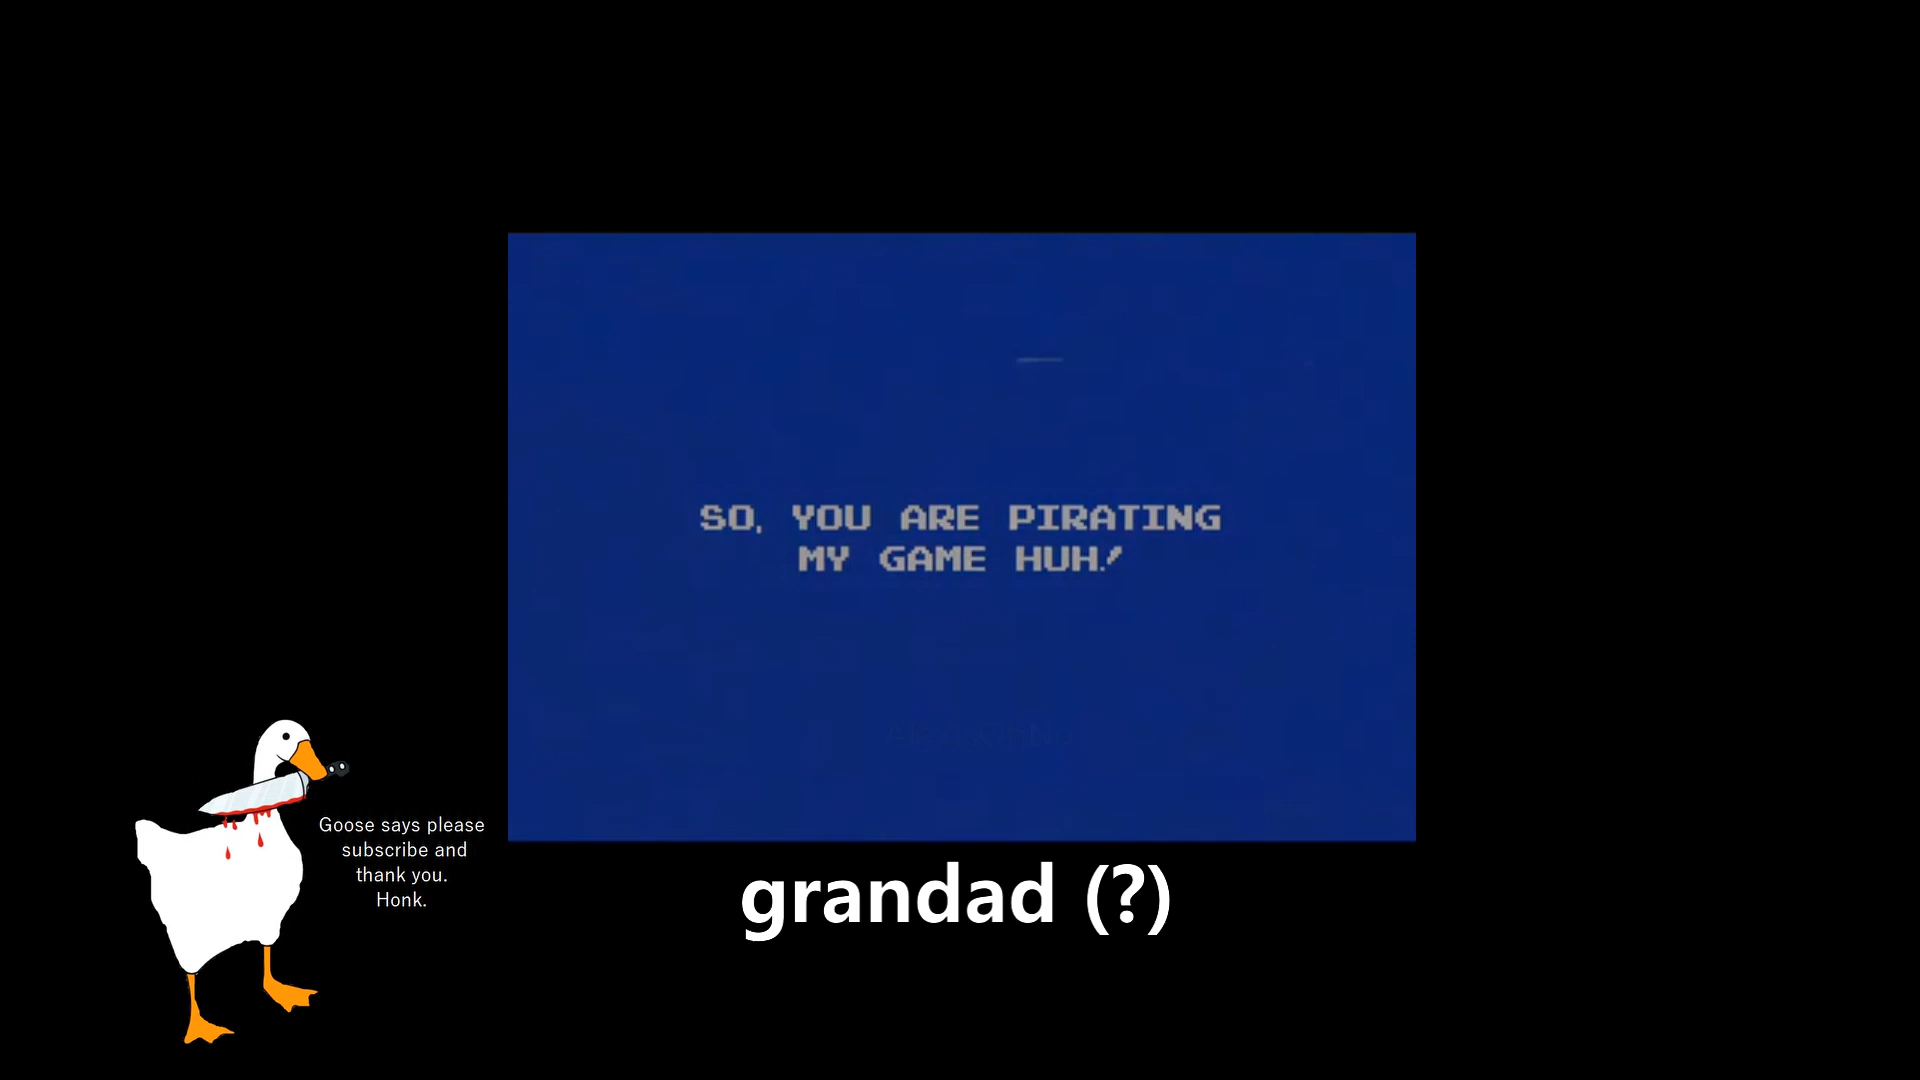 SO, YOU ARE PIRATING
MY GAME HUH!
Goose says please
subscribe and
thank you.
Honk.
grandad (?)